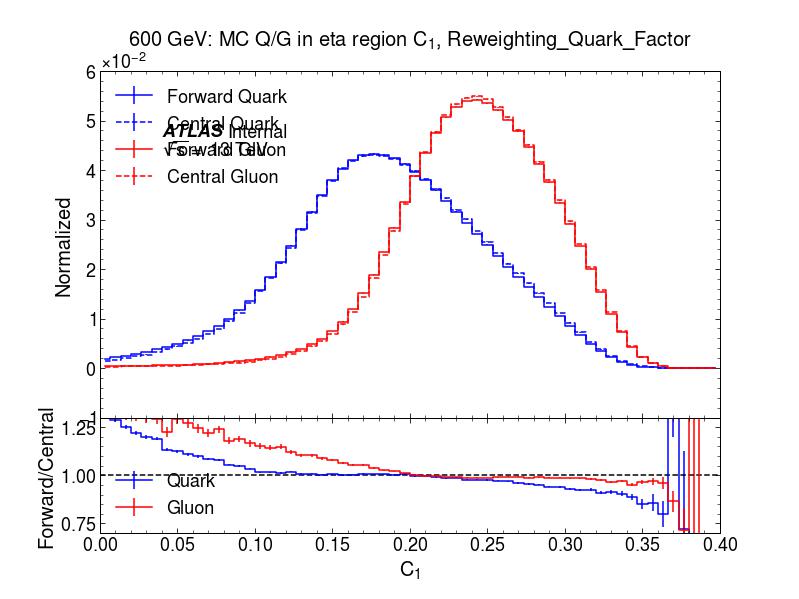 600 GeV: MC Q/G in eta region C₁, Reweighting_Quark_Factor
×10⁻²
6
5
4
3
2
1
0
−1
Normalized
Forward Quark
Central Quark
ATLAS Internal
√s = 13 TeV
Forward Gluon
Central Gluon
Forward/Central
1.25
1.00
0.75
Quark
Gluon
0.00 0.05 0.10 0.15 0.20 0.25 0.30 0.35 0.40
C₁